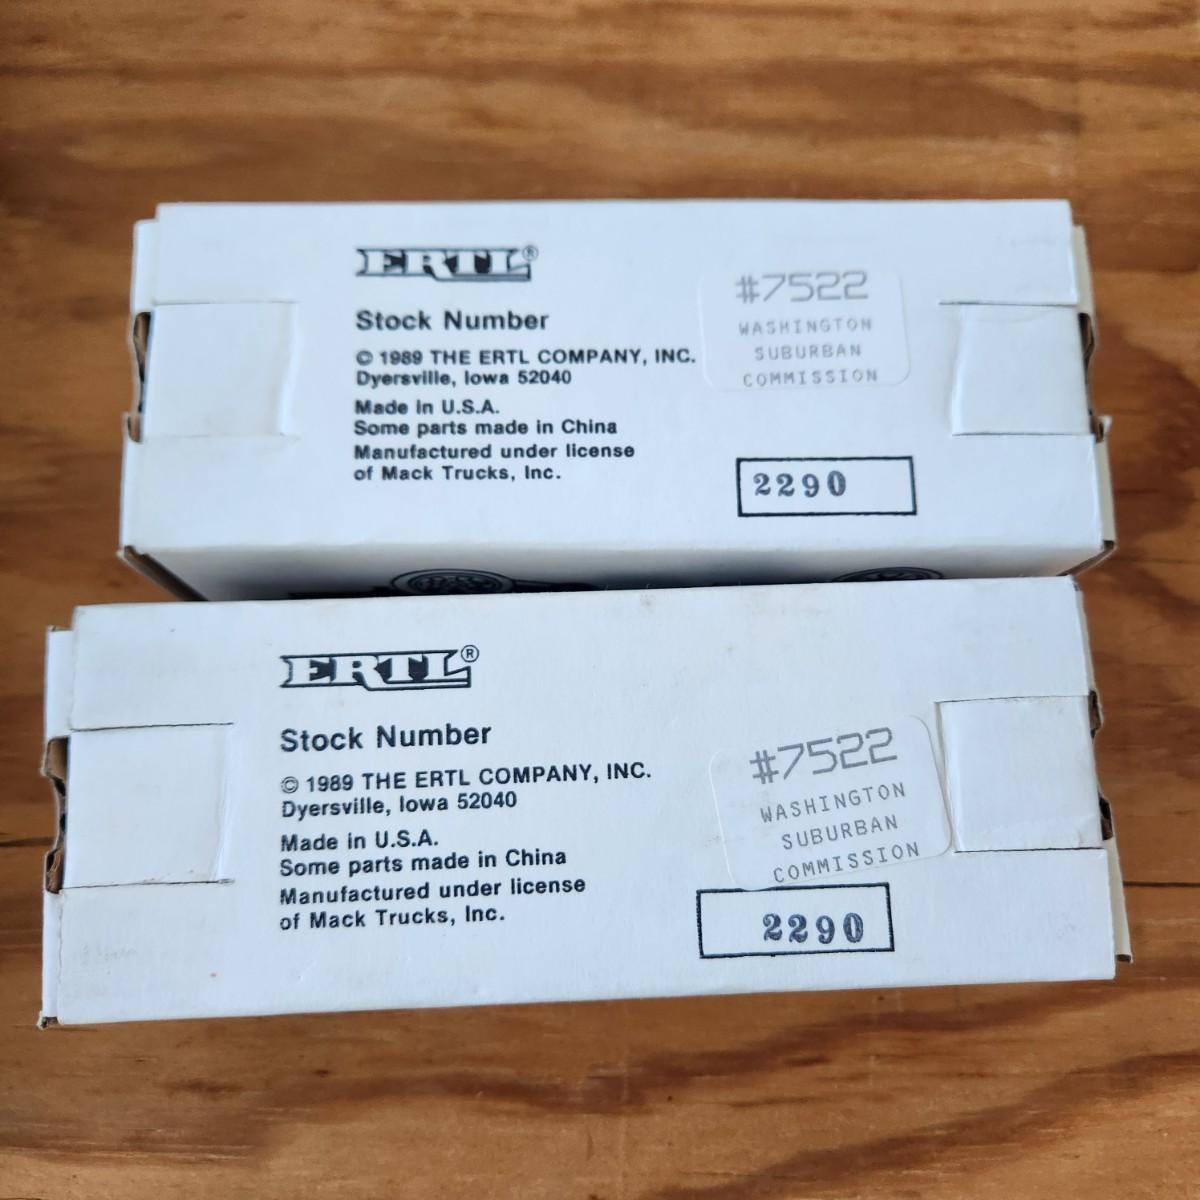 ERTL®
Stock Number
© 1989 THE ERTL COMPANY, INC.
Dyersville, Iowa 52040
Made in U.S.A.
Some parts made in China
Manufactured under license
of Mack Trucks, Inc.
#7522
WASHINGTON
SUBURBAN
COMMISSION
2290
ERTL®
Stock Number
© 1989 THE ERTL COMPANY, INC.
Dyersville, Iowa 52040
Made in U.S.A.
Some parts made in China
Manufactured under license
of Mack Trucks, Inc.
#7522
WASHINGTON
SUBURBAN
COMMISSION
2290